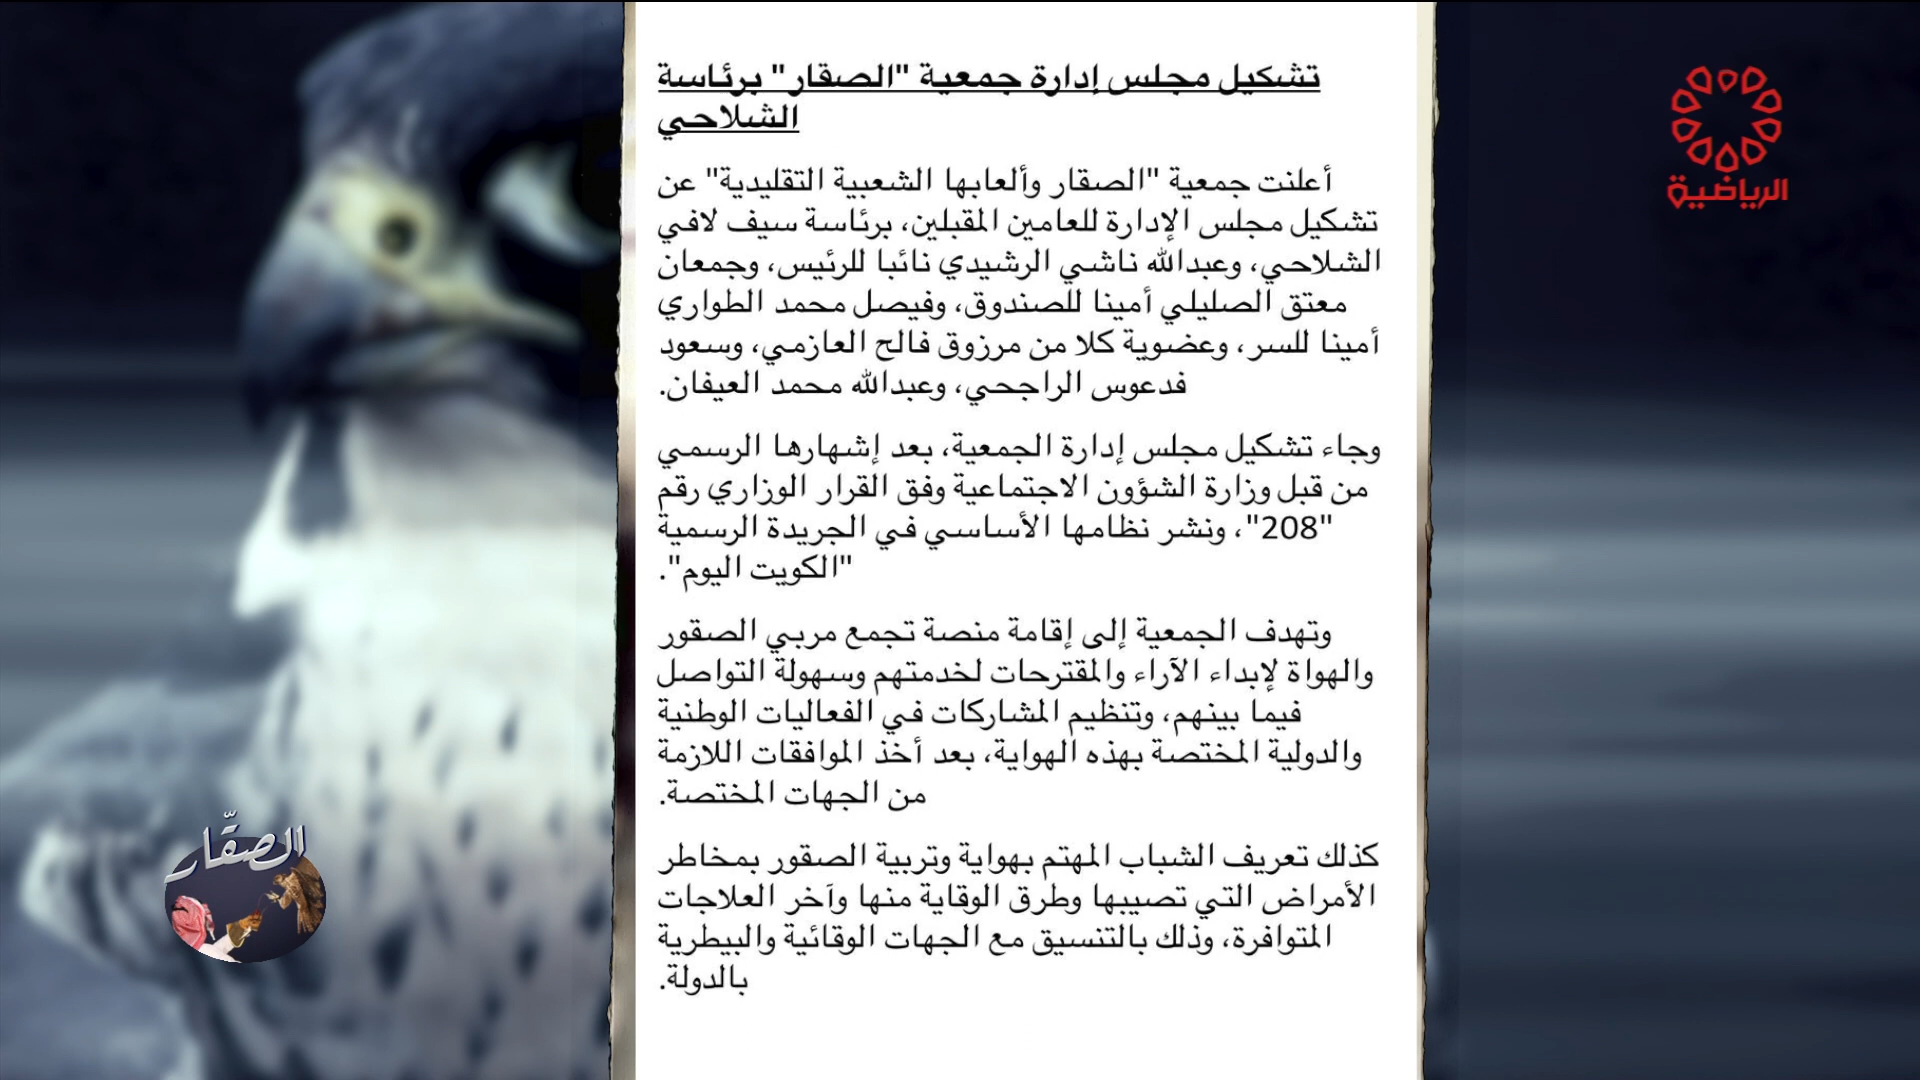 تشكيل مجلس إدارة جمعية "الصقار" برئاسة
الشلاحي
أعلنت جمعية "الصقار وألعابها الشعبية التقليدية" عن
تشكيل مجلس الإدارة للعامين المقبلين، برئاسة سيف لافي
الشلاحي، وعبدالله ناشي الرشيدي نائبا للرئيس، وجمعان
معتق الصليلي أمينا للصندوق، وفيصل محمد الطواري
أمينا للسر، وعضوية كلا من مرزوق فالح العازمي، وسعود
فدعوس الراجحي، وعبدالله محمد العيفان.
وجاء تشكيل مجلس إدارة الجمعية، بعد إشهارها الرسمي
من قبل وزارة الشؤون الاجتماعية وفق القرار الوزاري رقم
"208"، ونشر نظامها الأساسي في الجريدة الرسمية
"الكويت اليوم".
وتهدف الجمعية إلى إقامة منصة تجمع مربي الصقور
والهواة لإبداء الآراء والمقترحات لخدمتهم وسهولة التواصل
فيما بينهم، وتنظيم المشاركات في الفعاليات الوطنية
والدولية المختصة بهذه الهواية، بعد أخذ الموافقات اللازمة
من الجهات المختصة.
كذلك تعريف الشباب المهتم بهواية وتربية الصقور بمخاطر
الأمراض التي تصيبها وطرق الوقاية منها وآخر العلاجات
المتوافرة، وذلك بالتنسيق مع الجهات الوقائية والبيطرية
بالدولة.
الرياضية
الصقّار